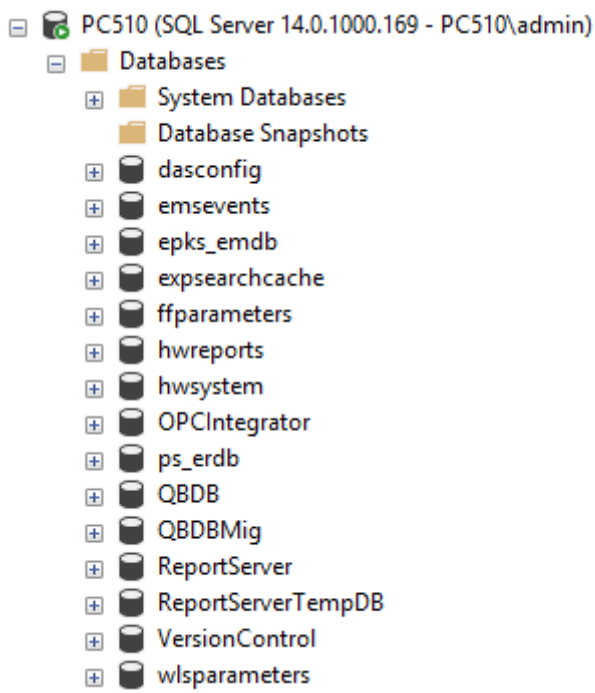 PC510 (SQL Server 14.0.1000.169 - PC510\admin)
Databases
System Databases
Database Snapshots
dasconfig
emsevents
epks_emdb
expsearchcache
ffparameters
hwreports
hwsystem
OPCIntegrator
ps_erdb
QBDB
QBDBMig
ReportServer
ReportServerTempDB
VersionControl
wlsparameters